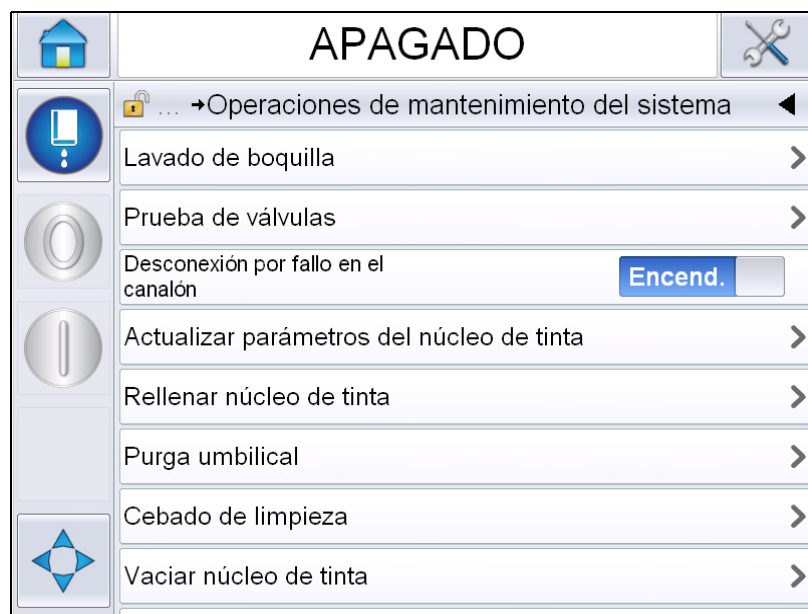 APAGADO
... →Operaciones de mantenimiento del sistema
Lavado de boquilla
Prueba de válvulas
Desconexión por fallo en el
canalón
Encend.
Actualizar parámetros del núcleo de tinta
Rellenar núcleo de tinta
Purga umbilical
Cebado de limpieza
Vaciar núcleo de tinta